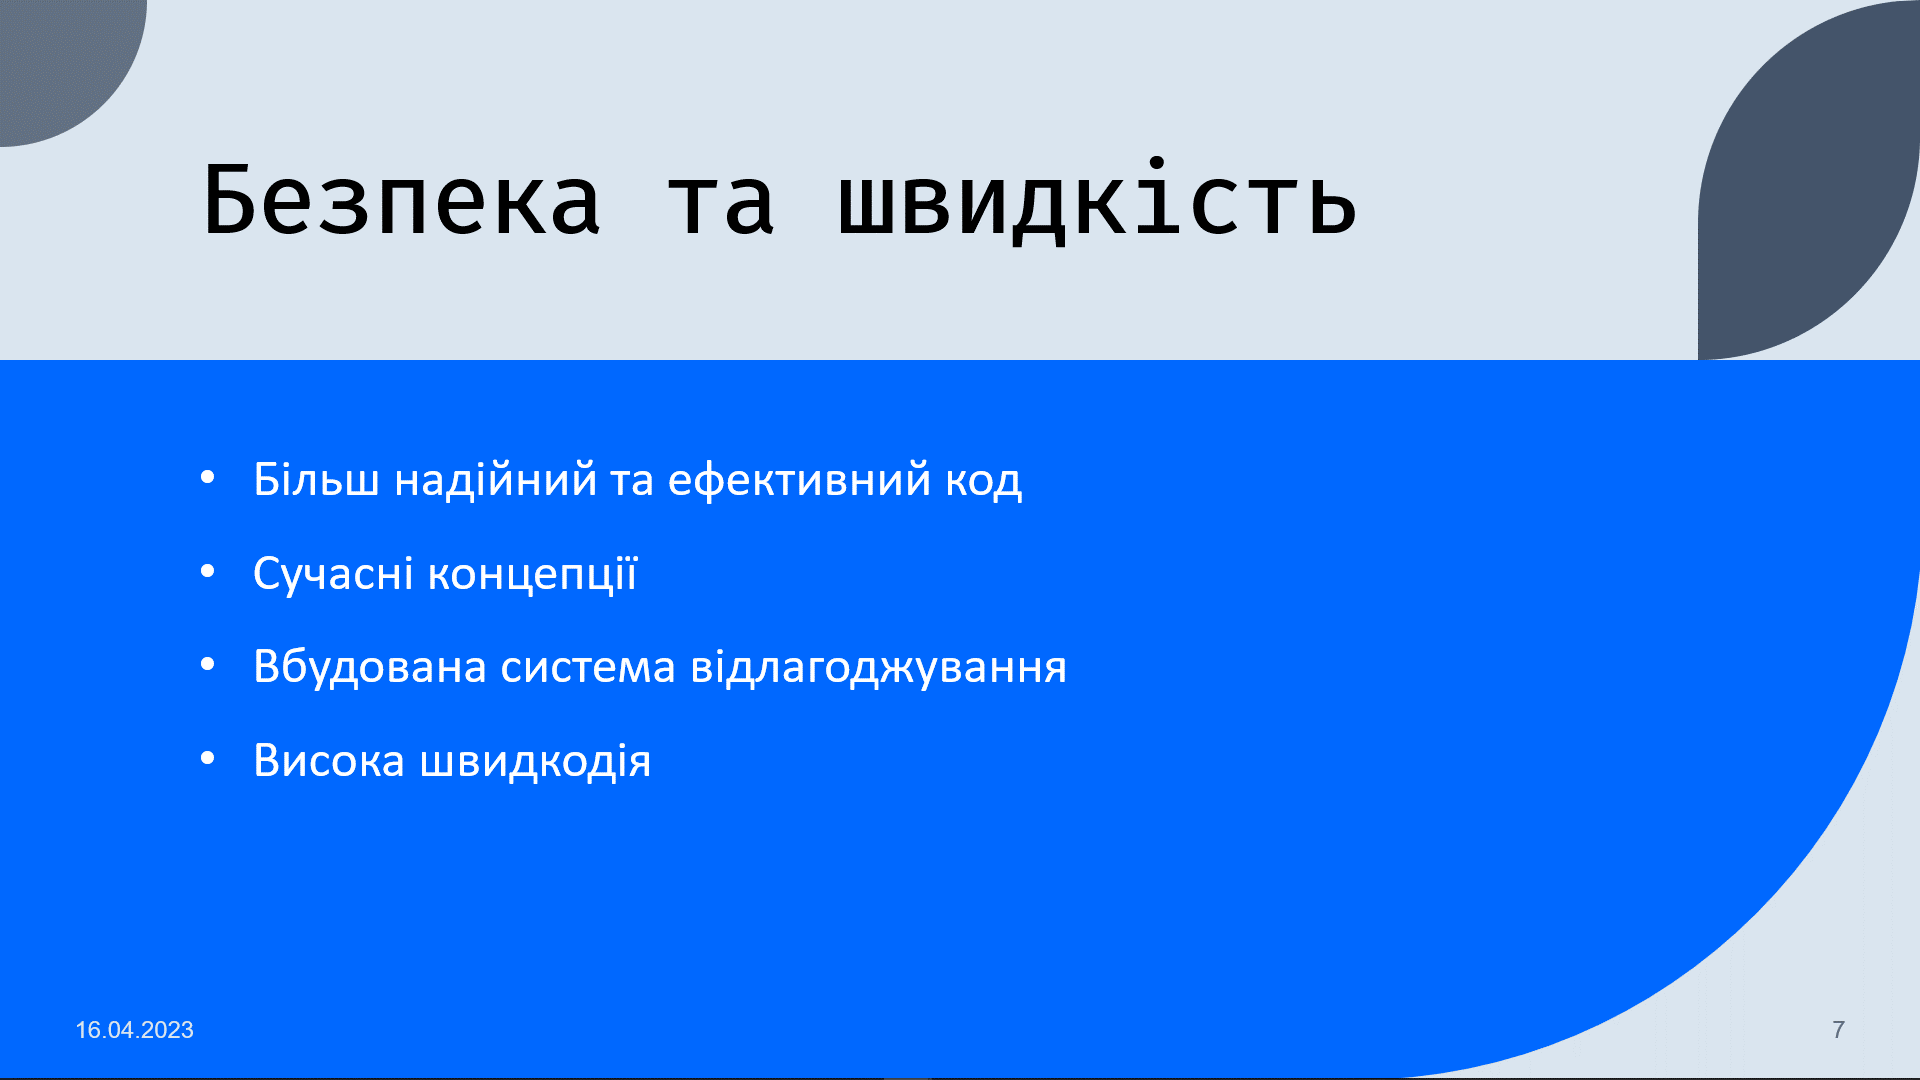 Безпека та швидкість
• Більш надійний та ефективний код
• Сучасні концепції
• Вбудована система відлагоджування
• Висока швидкодія
16.04.2023
7